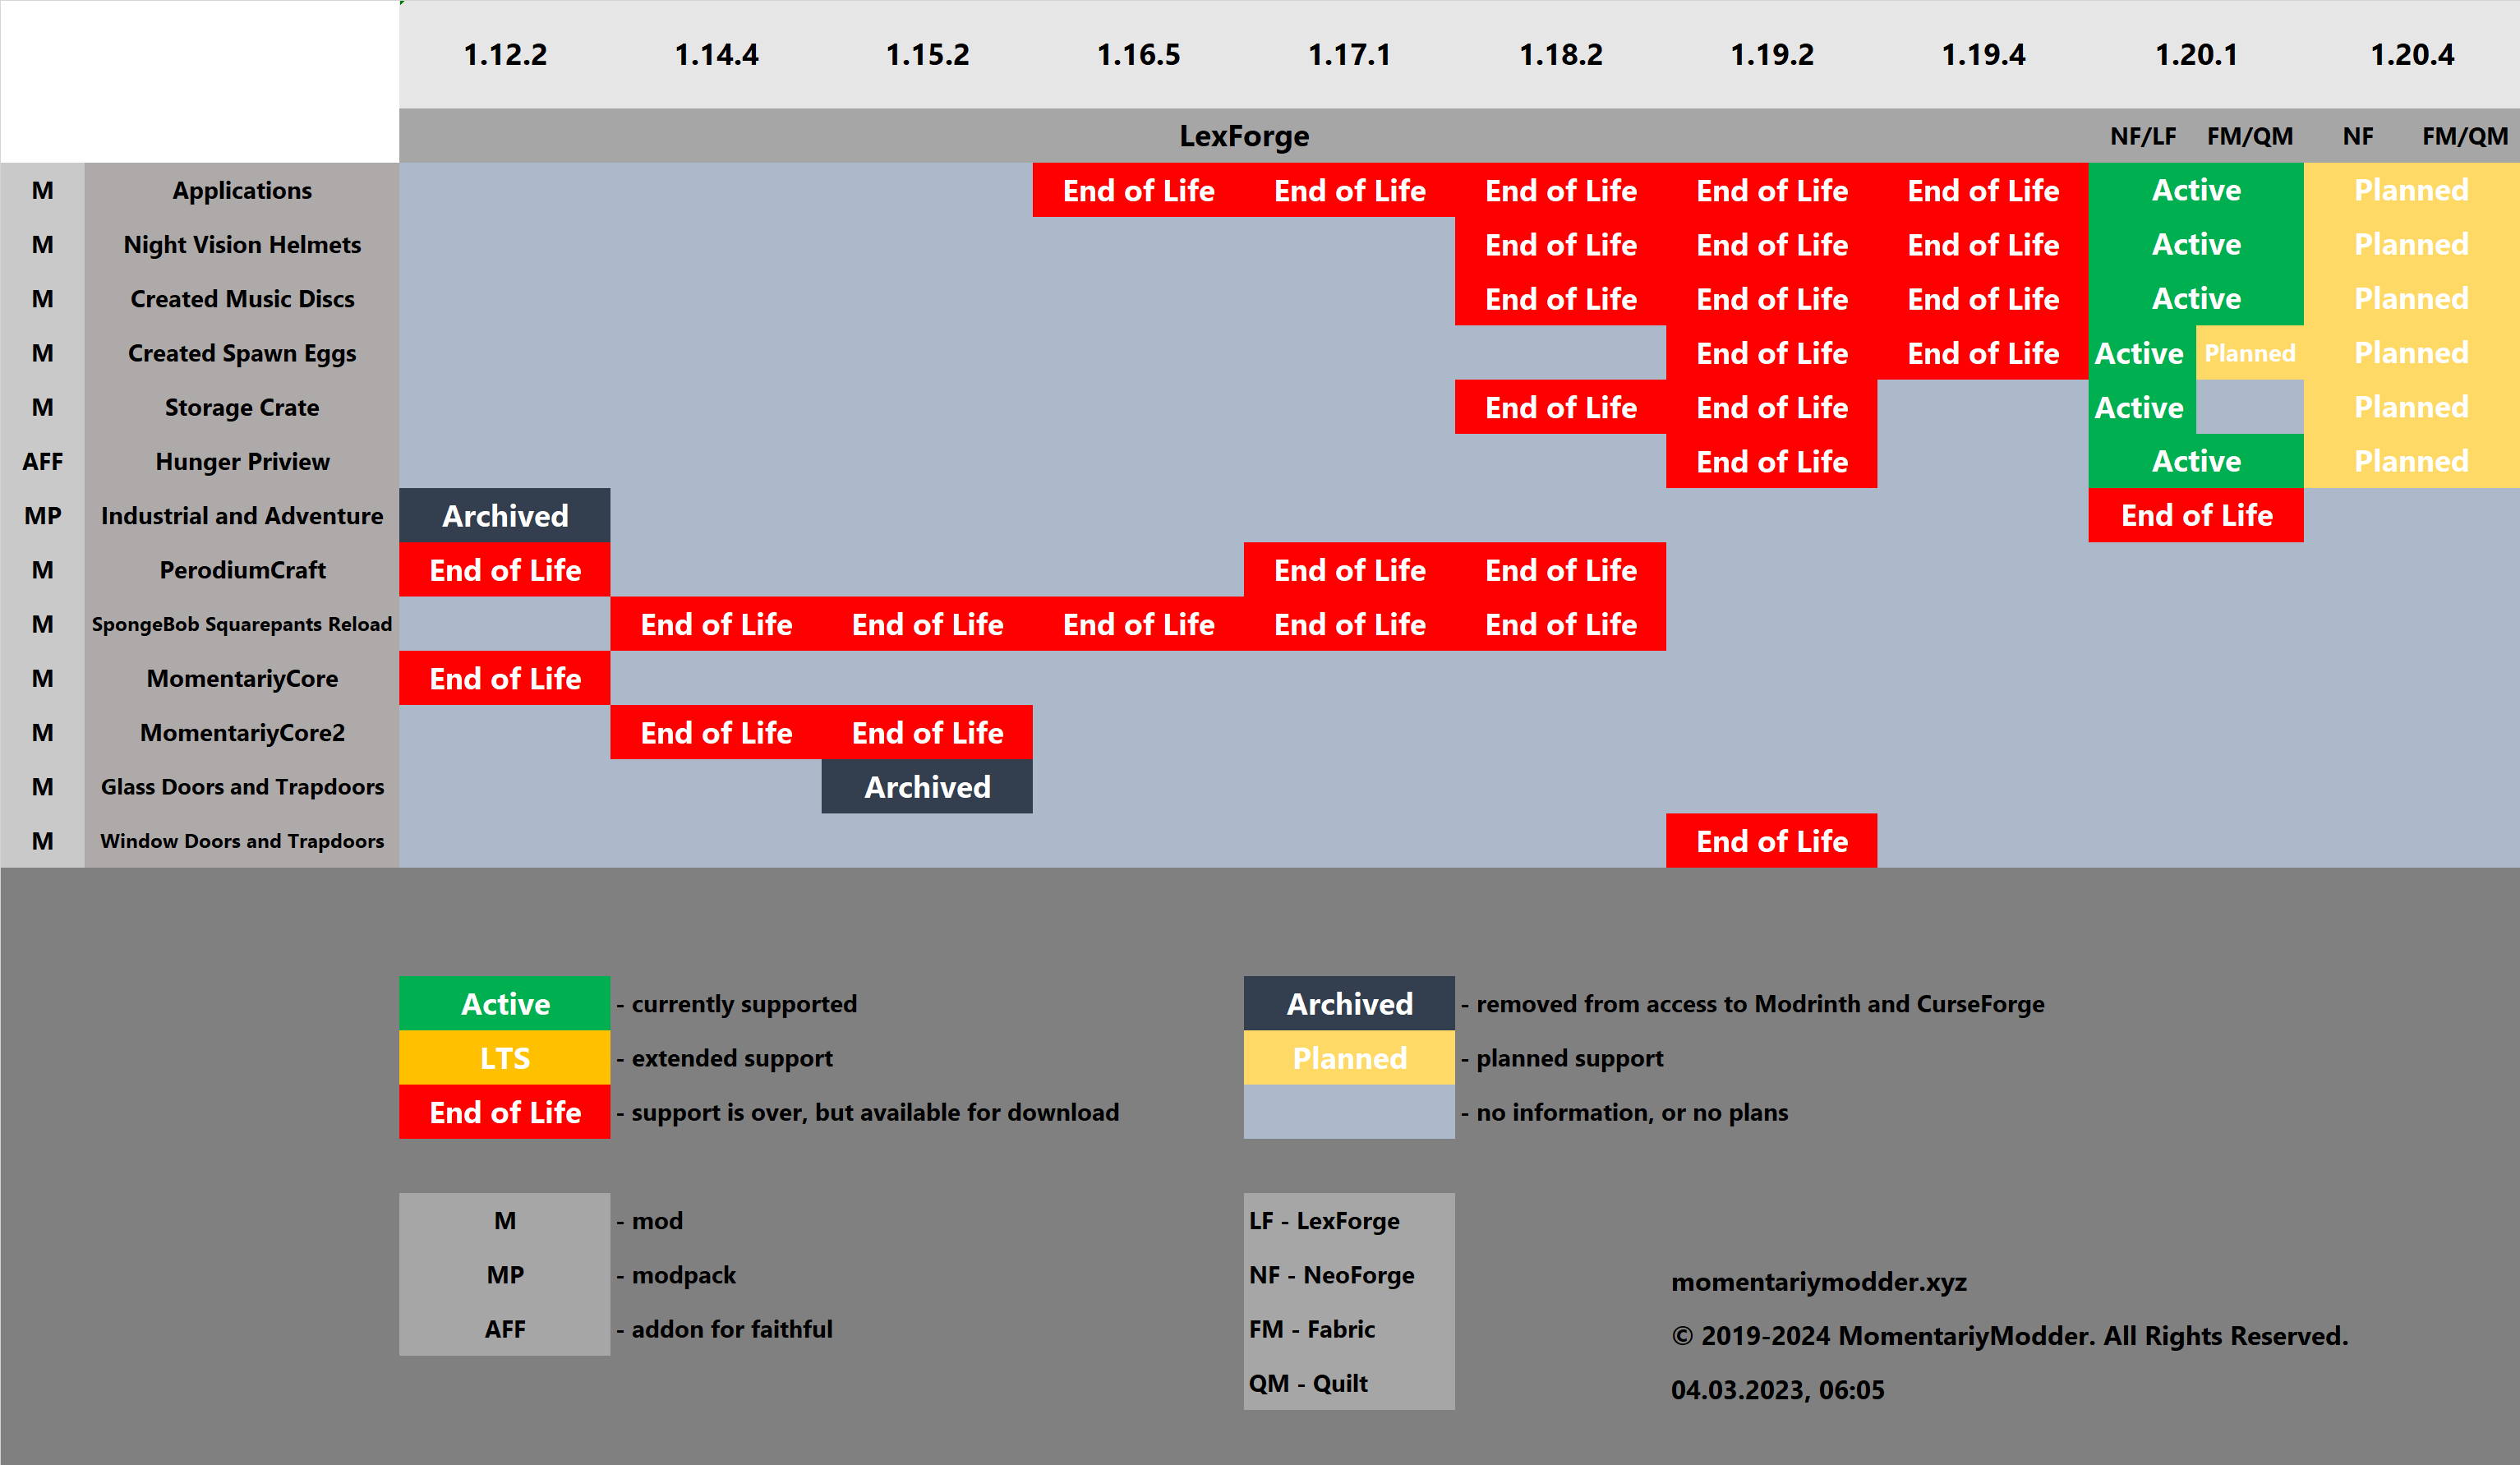 1.12.2 1.14.4 1.15.2 1.16.5 1.17.1 1.18.2 1.19.2 1.19.4 1.20.1 1.20.4
LexForge NF/LF FM/QM NF FM/QM
M Applications End of Life End of Life End of Life End of Life End of Life Active Planned
M Night Vision Helmets End of Life End of Life End of Life Active Planned
M Created Music Discs End of Life End of Life End of Life Active Planned
M Created Spawn Eggs End of Life End of Life Active Planned Planned
M Storage Crate End of Life End of Life Active Planned
AFF Hunger Priview End of Life Active Planned
MP Industrial and Adventure Archived End of Life
M PerodiumCraft End of Life End of Life End of Life
M SpongeBob Squarepants Reload End of Life End of Life End of Life End of Life End of Life
M MomentariyCore End of Life
M MomentariyCore2 End of Life End of Life
M Glass Doors and Trapdoors Archived
M Window Doors and Trapdoors End of Life
Active - currently supported
LTS - extended support
End of Life - support is over, but available for download
Archived - removed from access to Modrinth and CurseForge
Planned - planned support
- no information, or no plans
M - mod
MP - modpack
AFF - addon for faithful
LF - LexForge
NF - NeoForge
FM - Fabric
QM - Quilt
momentariymodder.xyz
© 2019-2024 MomentariyModder. All Rights Reserved.
04.03.2023, 06:05